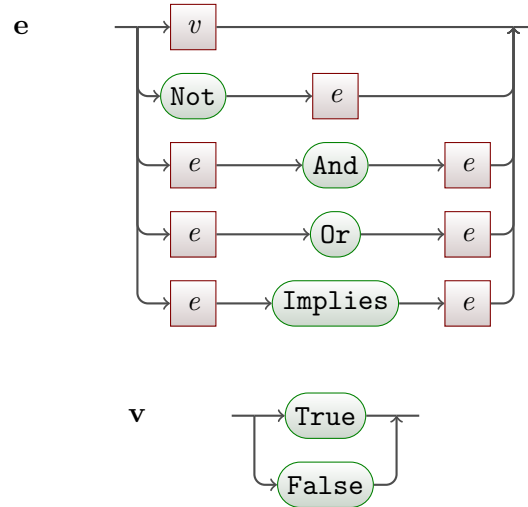 e v
Not e
e And e
e Or e
e Implies e
v True
False